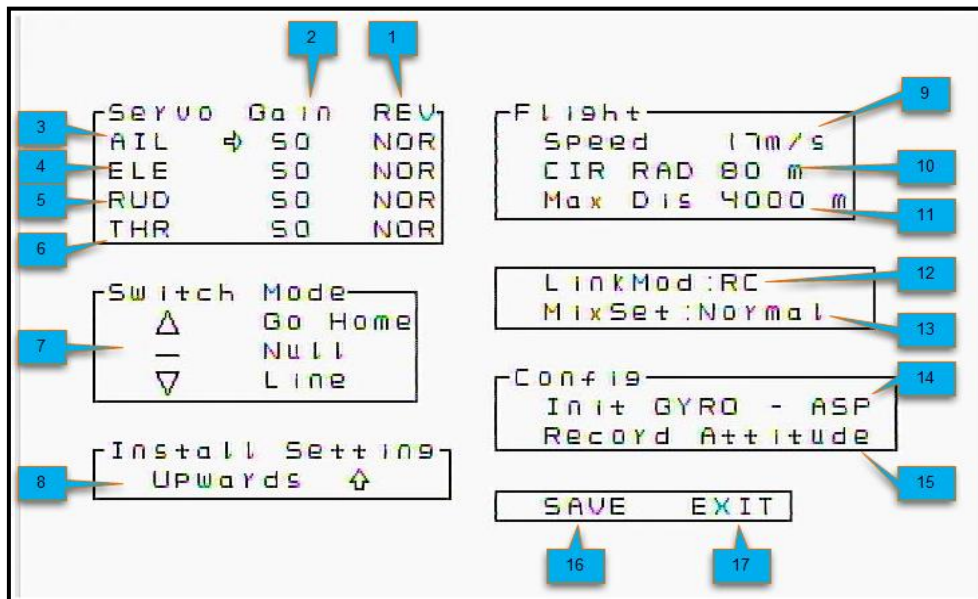 2 1
Servo Gain REV
3 AIL 50 NOR
4 ELE 50 NOR
5 RUD 50 NOR
6 THR 50 NOR
Switch Mode
Go Home
7 Null
Line
Install Setting
8 Upwards
9
Flight
Speed 17m/s
CIR RAD 80 m 10
Max Dis 4000 m 11
LinkMod:RC 12
MixSet:Normal 13
Config 14
Init GYRO - ASP
Record Attitude
15
SAVE EXIT
16 17